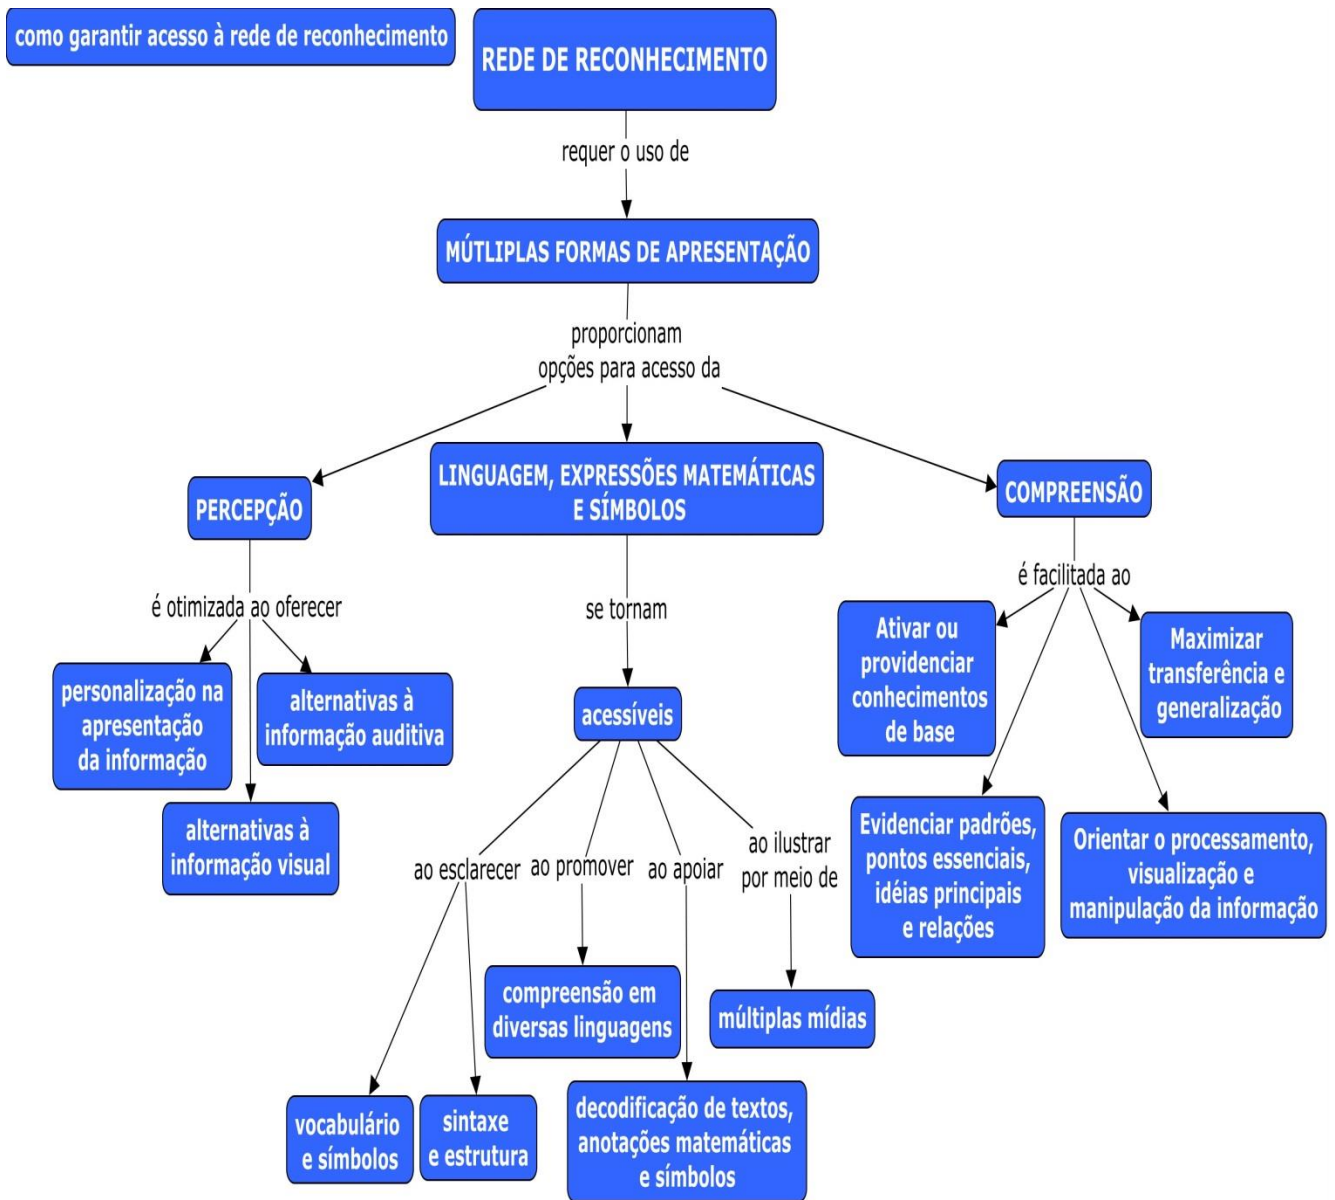 como garantir acesso à rede de reconhecimento
REDE DE RECONHECIMENTO
requer o uso de
MÚTLIPLAS FORMAS DE APRESENTAÇÃO
proporcionam
opções para acesso da
PERCEPÇÃO
é otimizada ao oferecer
personalização na
apresentação
da informação
alternativas à
informação auditiva
alternativas à
informação visual
LINGUAGEM, EXPRESSÕES MATEMÁTICAS
E SÍMBOLOS
se tornam
acessíveis
ao esclarecer
vocabulário
e símbolos
sintaxe
e estrutura
ao promover
compreensão em
diversas linguagens
ao apoiar
decodificação de textos,
anotações matemáticas
e símbolos
ao ilustrar
por meio de
múltiplas mídias
COMPREENSÃO
é facilitada ao
Ativar ou
providenciar
conhecimentos
de base
Maximizar
transferência e
generalização
Evidenciar padrões,
pontos essenciais,
idéias principais
e relações
Orientar o processamento,
visualização e
manipulação da informação